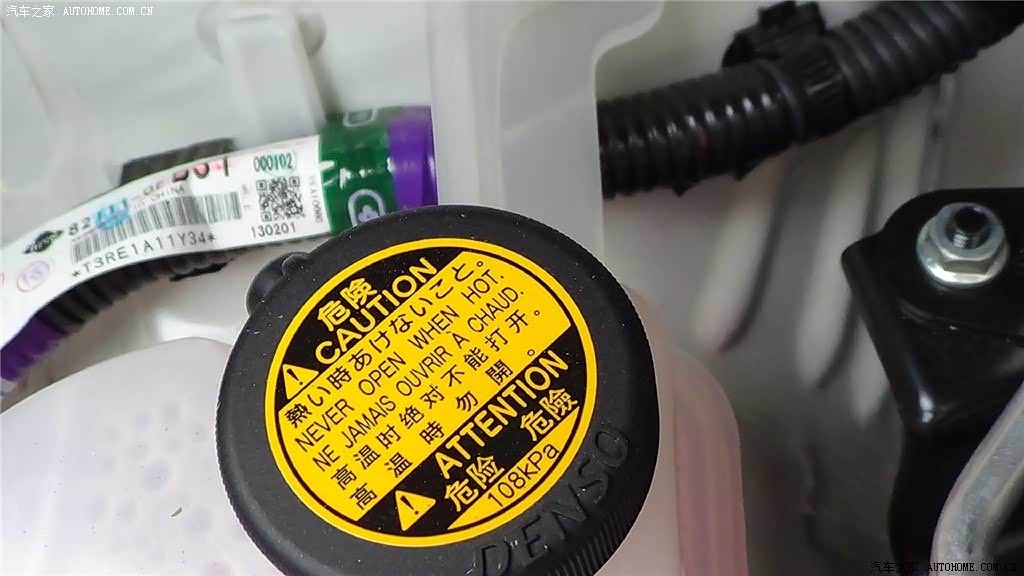 汽车之家 AUTOHOME.COM.CN
000102
CHINA
82711
*T3RE1A11Y34*
130201
危険
CAUTION
熱い時あけないこと。
NEVER OPEN WHEN HOT.
NE JAMAIS OUVRIR A CHAUD.
高温时绝对不能打开。
高温時勿開。
ATTENTION
危险 危險
108kPa
DENSO
汽车之家 AUTOHOME.COM.CN